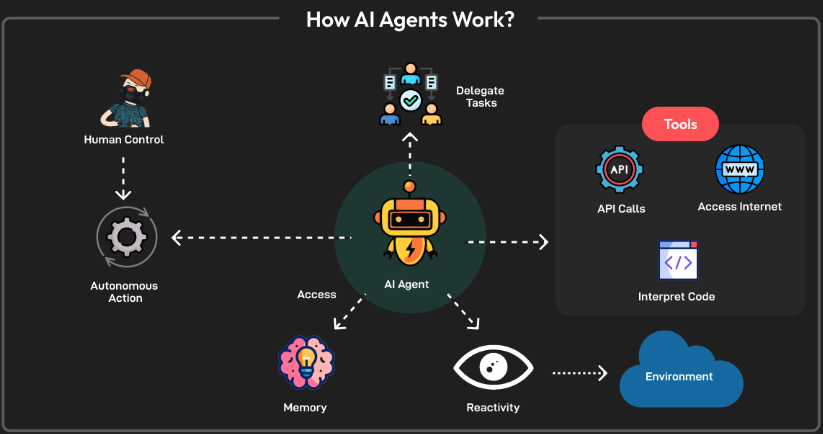 How AI Agents Work?
Delegate
Tasks
Human Control
Tools
API
WWW
API Calls
Access Internet
</>
Interpret Code
Autonomous
Action
AI Agent
Access
Memory
Reactivity
Environment